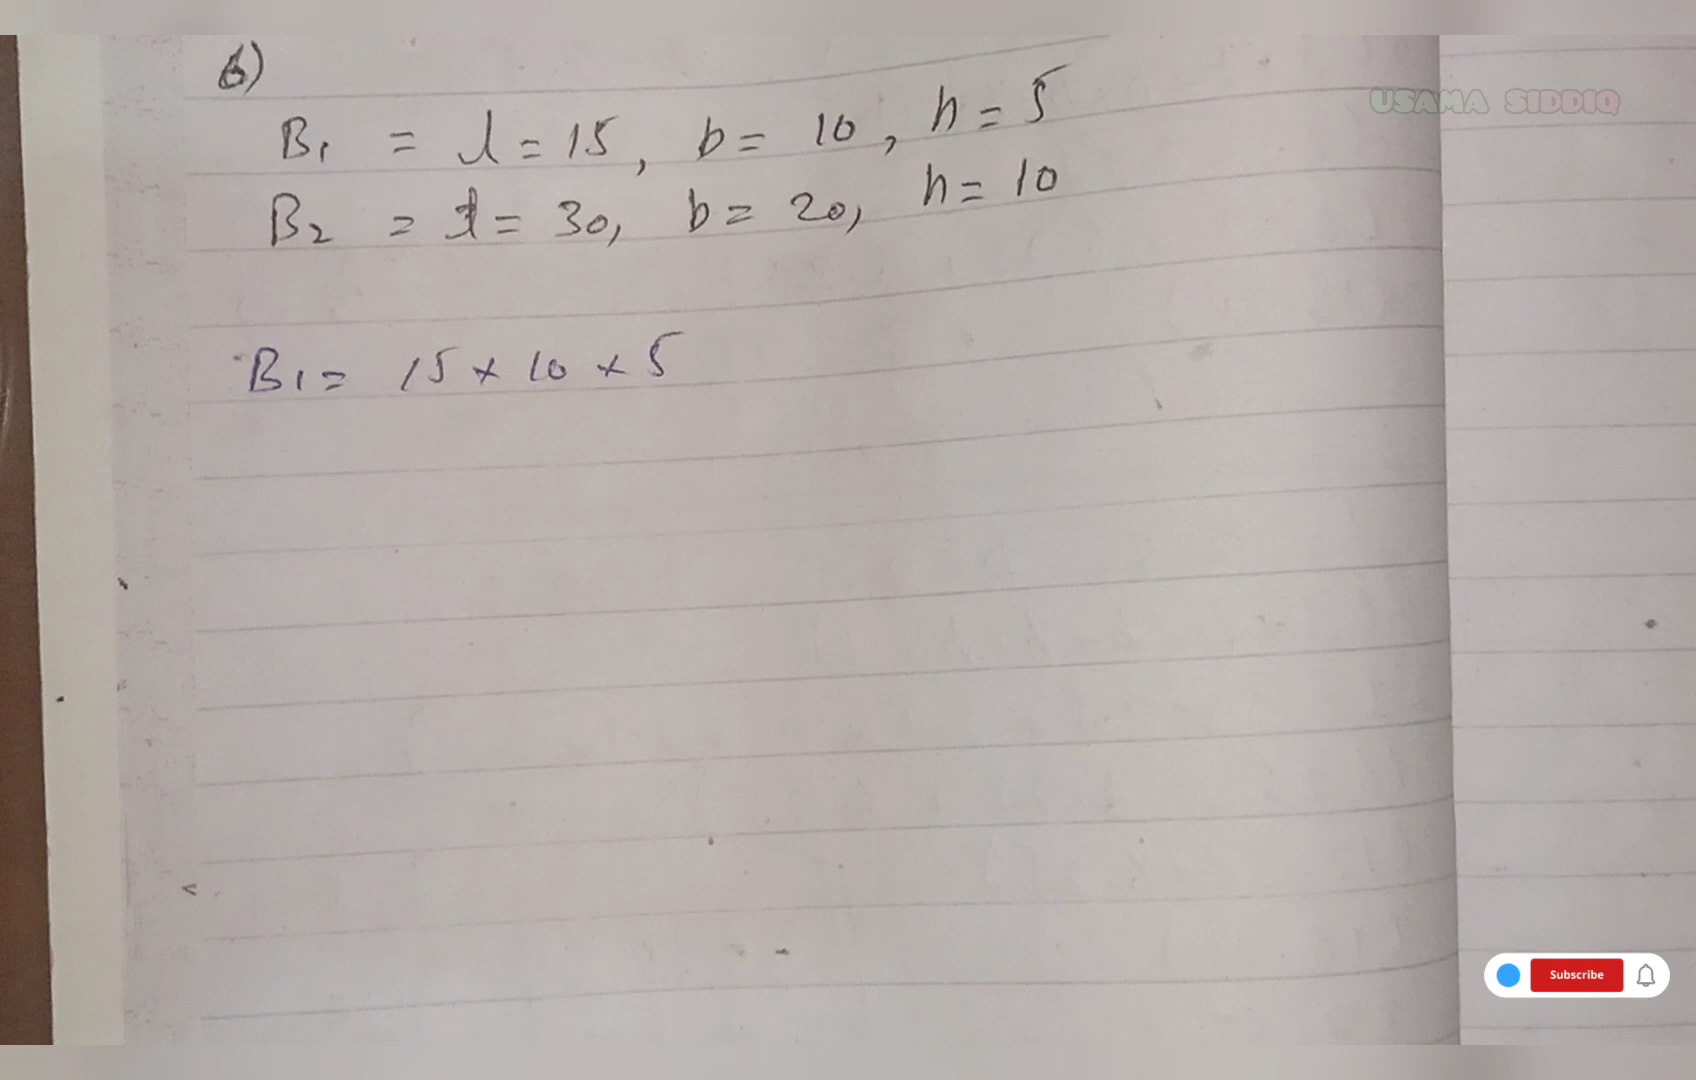 6)
B1 = l = 15, b = 10, h = 5
B2 = l = 30, b = 20, h = 10
B1 = 15 × 10 × 5
USAMA SIDDIQ
Subscribe